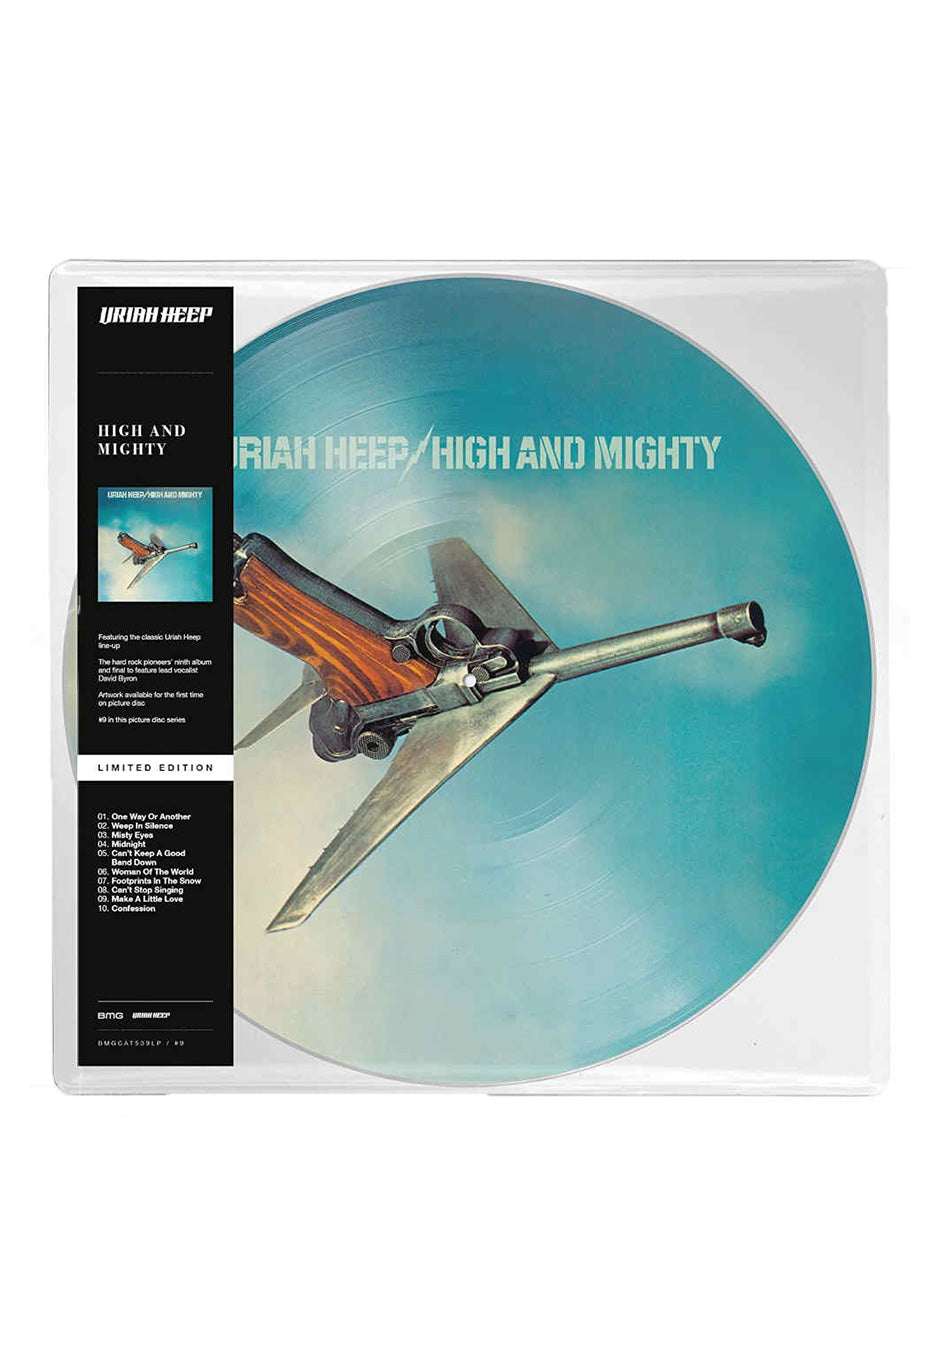 URIAH HEEP
HIGH AND
MIGHTY
URIAH HEEP/HIGH AND MIGHTY
Featuring the classic Uriah Heep
line-up
The hard rock pioneers' ninth album
and final to feature lead vocalist
David Byron
Artwork available for the first time
on picture disc
#9 in this picture disc series
LIMITED EDITION
01. One Way Or Another
02. Weep In Silence
03. Misty Eyes
04. Midnight
05. Can't Keep A Good
Band Down
06. Woman Of The World
07. Footprints In The Snow
08. Can't Stop Singing
09. Make A Little Love
10. Confession
BMG URIAH HEEP
BMGCAT539LP / #9
URIAH HEEP/HIGH AND MIGHTY